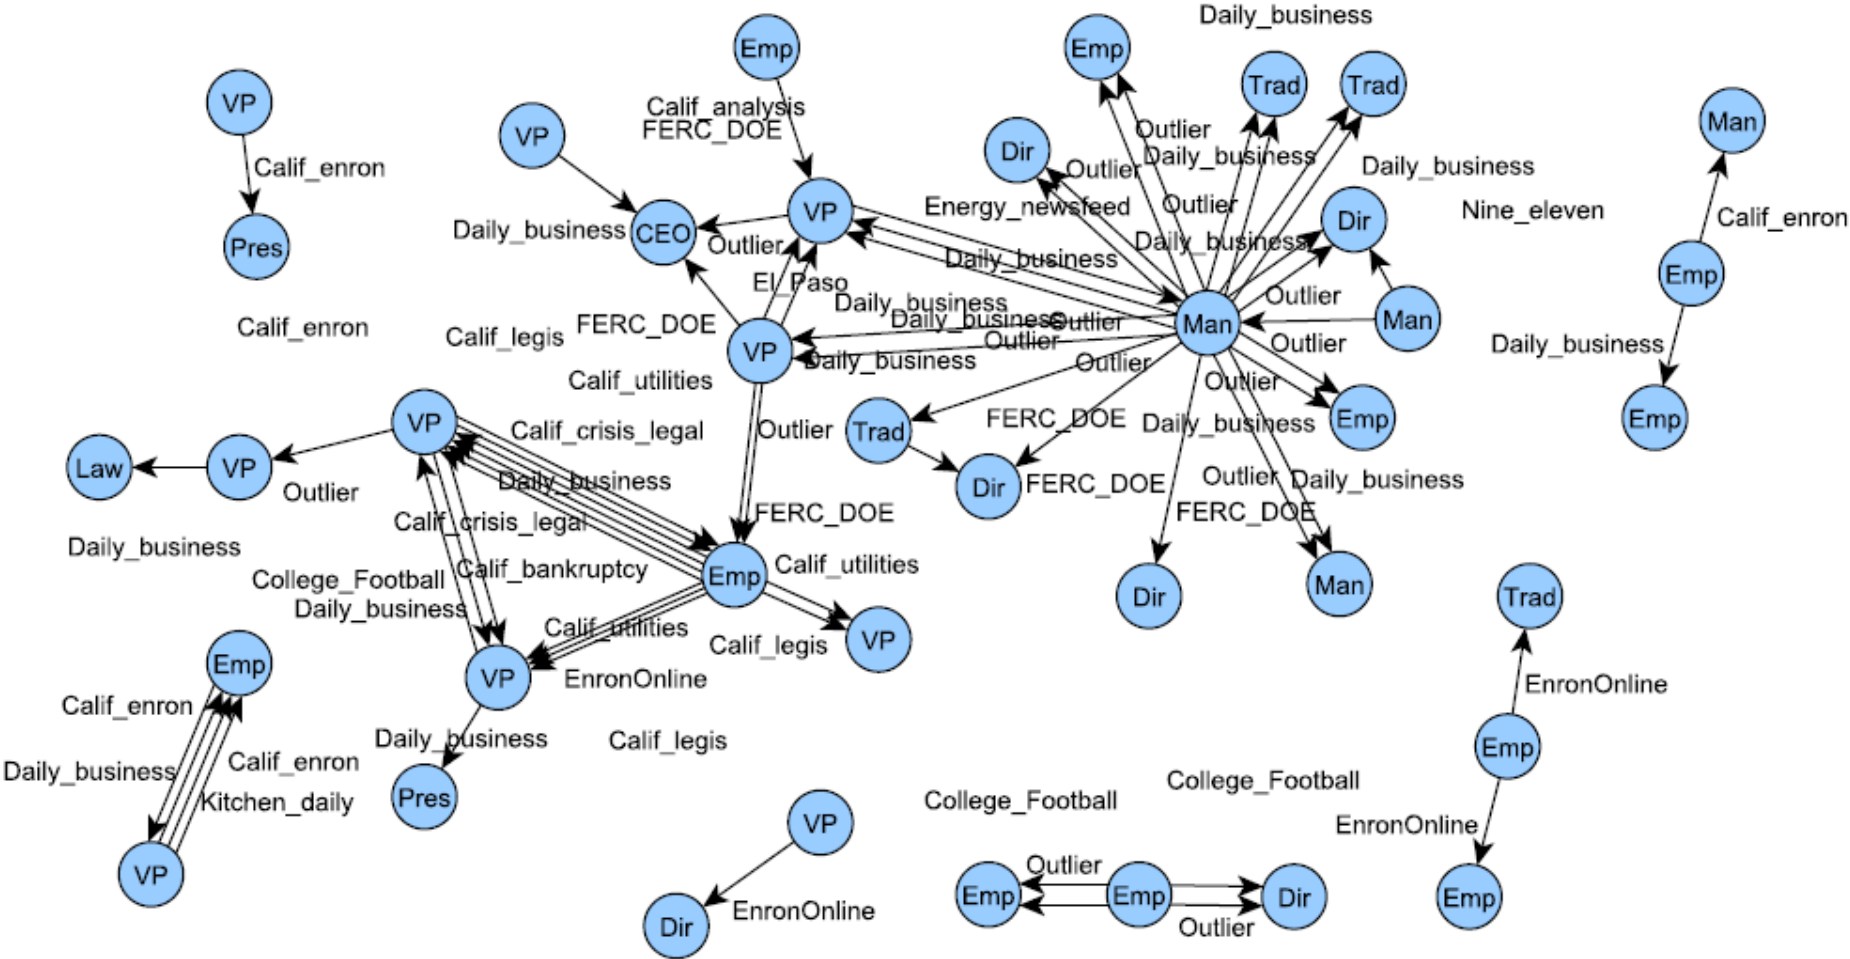 Daily_business
Emp
Emp
Trad
Trad
VP
Calif_analysis
Man
FERC_DOE
Outlier
VP
Dir
Daily_business
Calif_enron
Outlier
Daily_business
Energy_newsfeed
Outlier
VP
Nine_eleven
Calif_enron
Dir
Daily_business
CEO
Outlier
Daily_business
Pres
Daily_business
Emp
El_Paso
Outlier
Daily_business
Calif_enron
Calif_legis
FERC_DOE
Daily_business
Outlier
Man
Man
Outlier
Outlier
Daily_business
VP
Daily_business
Outlier
Calif_utilities
Outlier
VP
Calif_crisis_legal
Outlier
Trad
FERC_DOE
Daily_business
Emp
Emp
Law
VP
Outlier
Daily_business
Dir
FERC_DOE
Outlier
Daily_business
Calif_crisis_legal
FERC_DOE
FERC_DOE
Daily_business
College_Football
Calif_bankruptcy
Emp
Calif_utilities
Daily_business
Dir
Man
Trad
Calif_utilities
Calif_legis
VP
Emp
VP
EnronOnline
EnronOnline
Calif_enron
Daily_business
Calif_legis
Emp
Daily_business
Calif_enron
Kitchen_daily
Pres
College_Football
College_Football
VP
EnronOnline
VP
Outlier
Emp
Emp
Dir
Emp
Dir
EnronOnline
Outlier